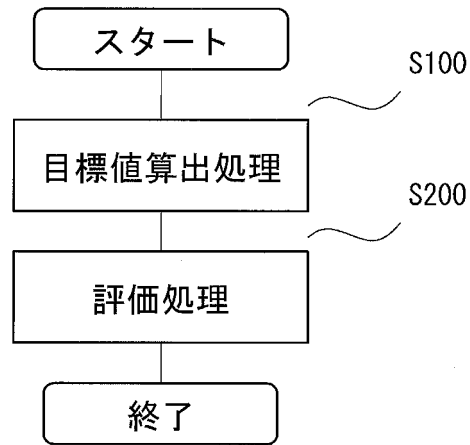 スタート
S100
目標値算出処理
S200
評価処理
終了